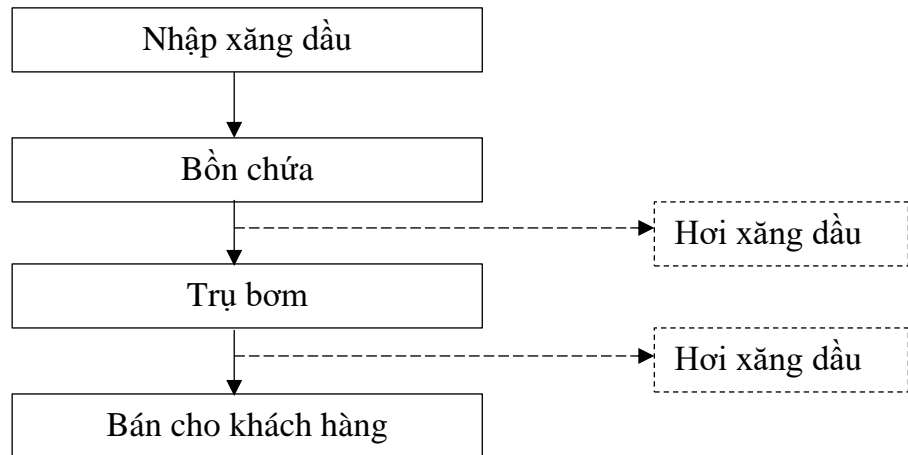 Nhập xăng dầu
Bồn chứa
Hơi xăng dầu
Trụ bơm
Hơi xăng dầu
Bán cho khách hàng